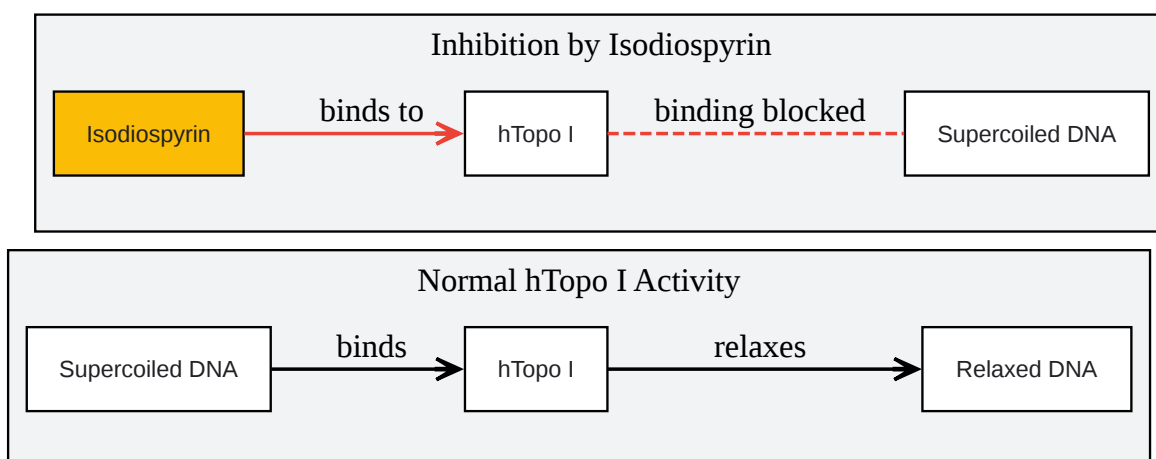 Inhibition by Isodiospyrin
Isodiospyrin
binds to
hTopo I
binding blocked
Supercoiled DNA
Normal hTopo I Activity
Supercoiled DNA
binds
hTopo I
relaxes
Relaxed DNA